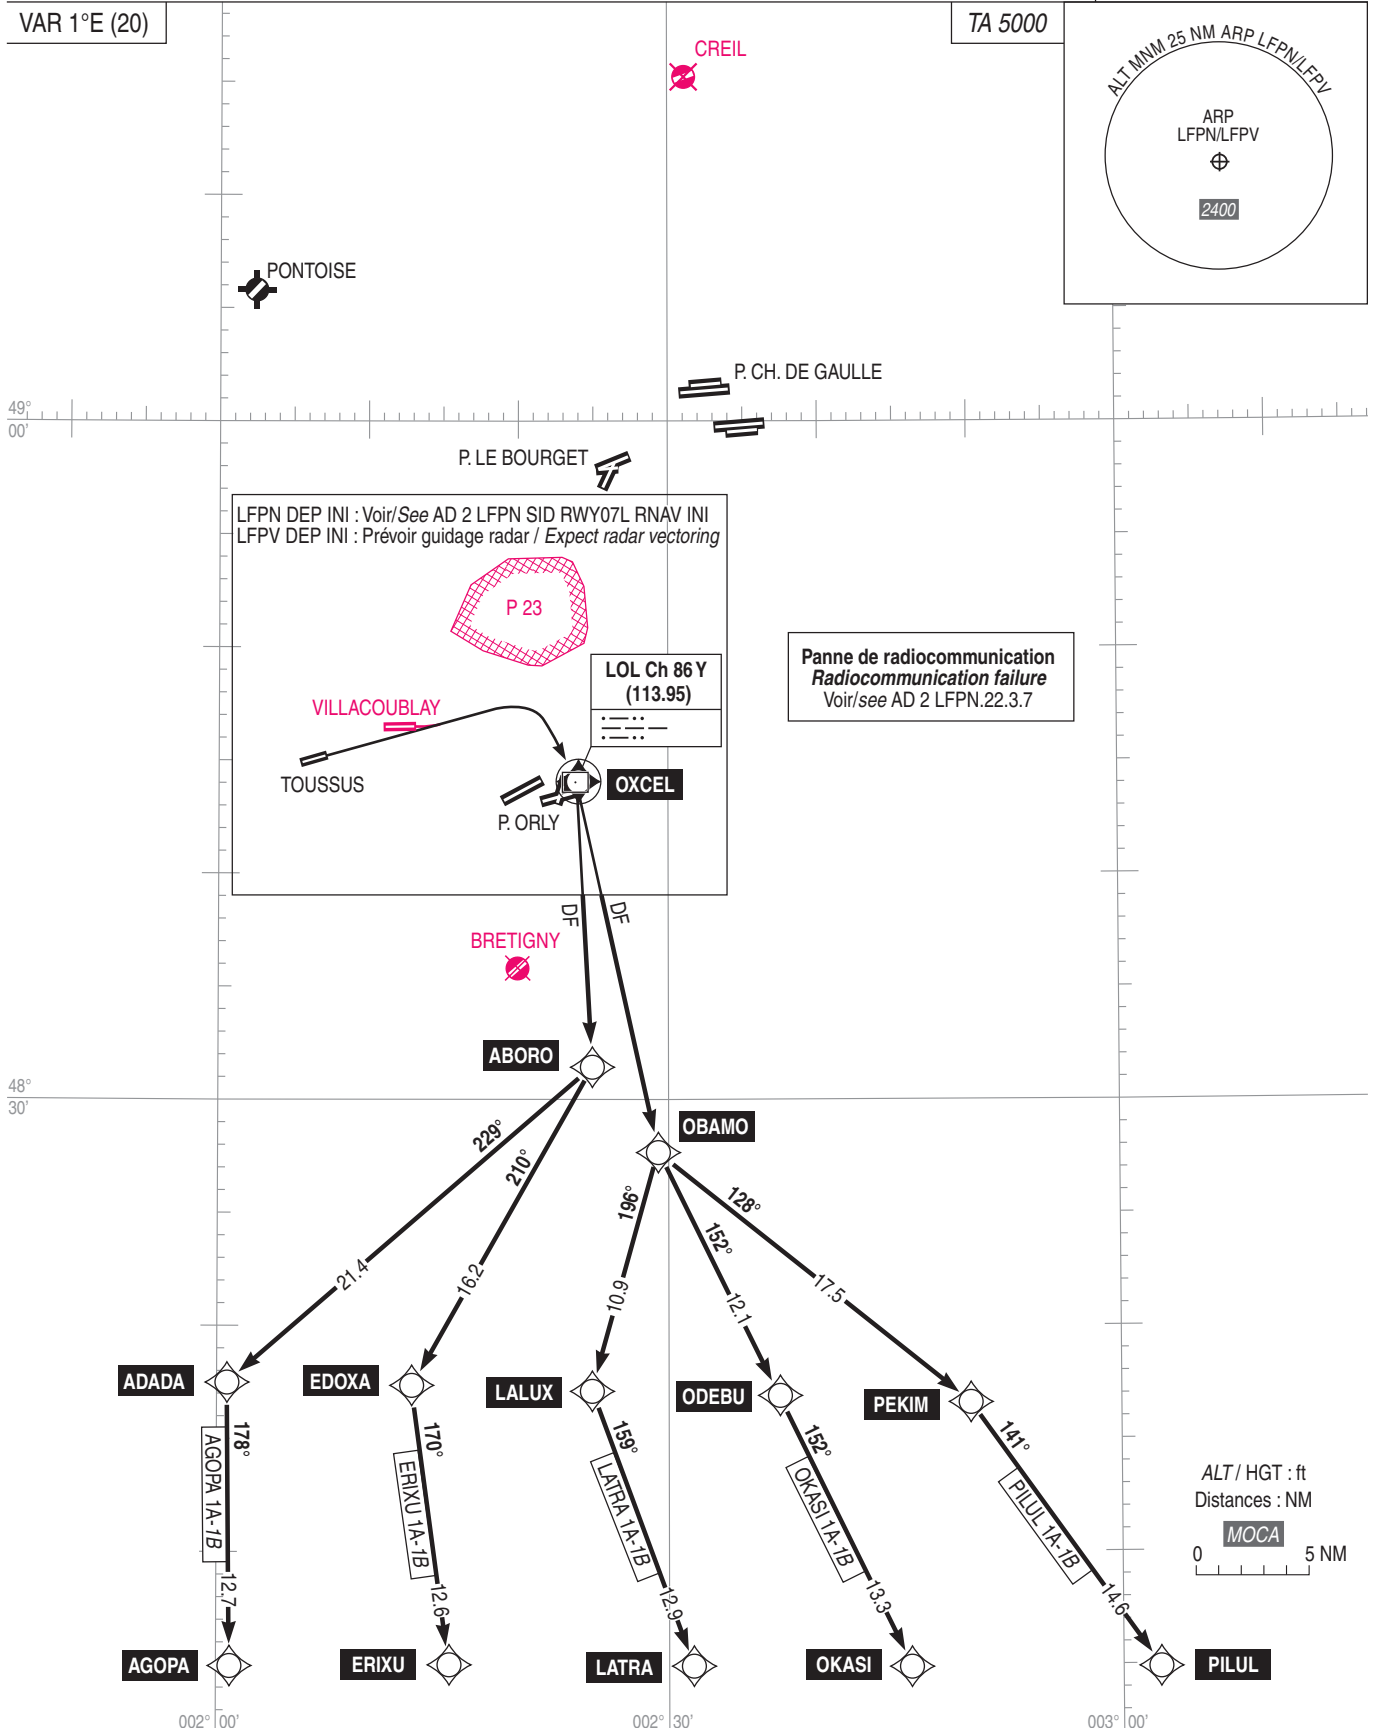 VAR 1°E (20)
TA 5000
ALT MNM 25 NM ARP LFPN/LFPV
ARP
LFPN/LFPV
2400
CREIL
PONTOISE
P. CH. DE GAULLE
49°
00'
P. LE BOURGET
LFPN DEP INI : Voir/See AD 2 LFPN SID RWY07L RNAV INI
LFPV DEP INI : Prévoir guidage radar / Expect radar vectoring
P 23
Panne de radiocommunication
Radiocommunication failure
Voir/see AD 2 LFPN.22.3.7
LOL Ch 86 Y
(113.95)
VILLACOUBLAY
TOUSSUS
OXCEL
P. ORLY
DF
DF
BRETIGNY
ABORO
48°
30'
OBAMO
229°
210°
196°
152°
128°
21.4
16.2
10.9
12.1
17.5
ADADA
EDOXA
LALUX
ODEBU
PEKIM
178°
170°
159°
152°
141°
AGOPA 1A-1B
ERIXU 1A-1B
LATRA 1A-1B
OKASI 1A-1B
PILUL 1A-1B
ALT / HGT : ft
Distances : NM
MOCA
0 5 NM
12.7
12.6
12.9
13.3
14.6
AGOPA
ERIXU
LATRA
OKASI
PILUL
002° 00'
002° 30'
003° 00'